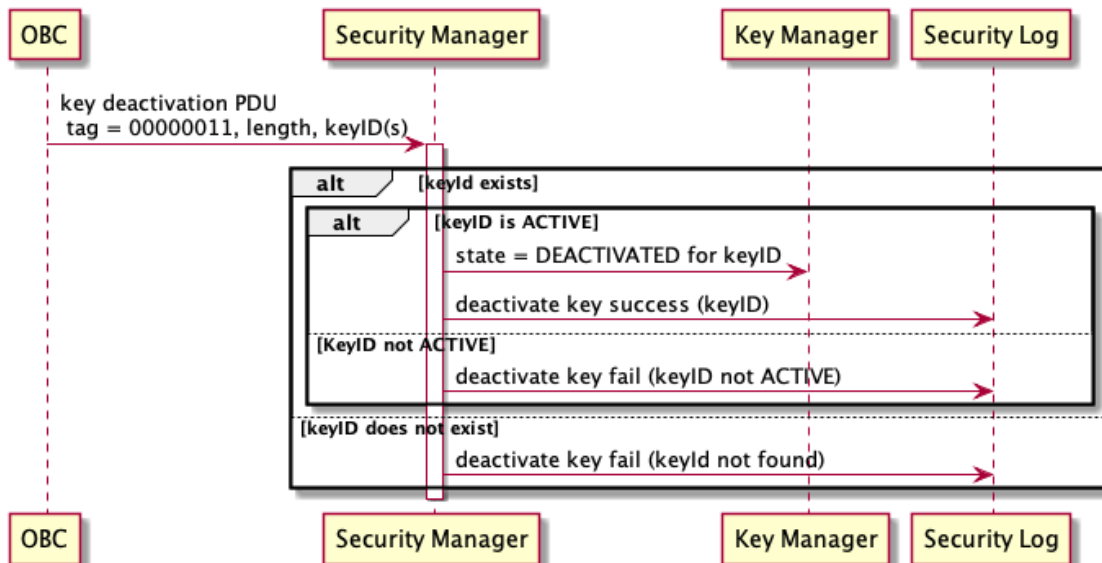 OBC
Security Manager
Key Manager
Security Log
key deactivation PDU
tag = 00000011, length, keyID(s)
alt
[keyId exists]
alt
[keyID is ACTIVE]
state = DEACTIVATED for keyID
deactivate key success (keyID)
[KeyID not ACTIVE]
deactivate key fail (keyID not ACTIVE)
[keyID does not exist]
deactivate key fail (keyId not found)
OBC
Security Manager
Key Manager
Security Log